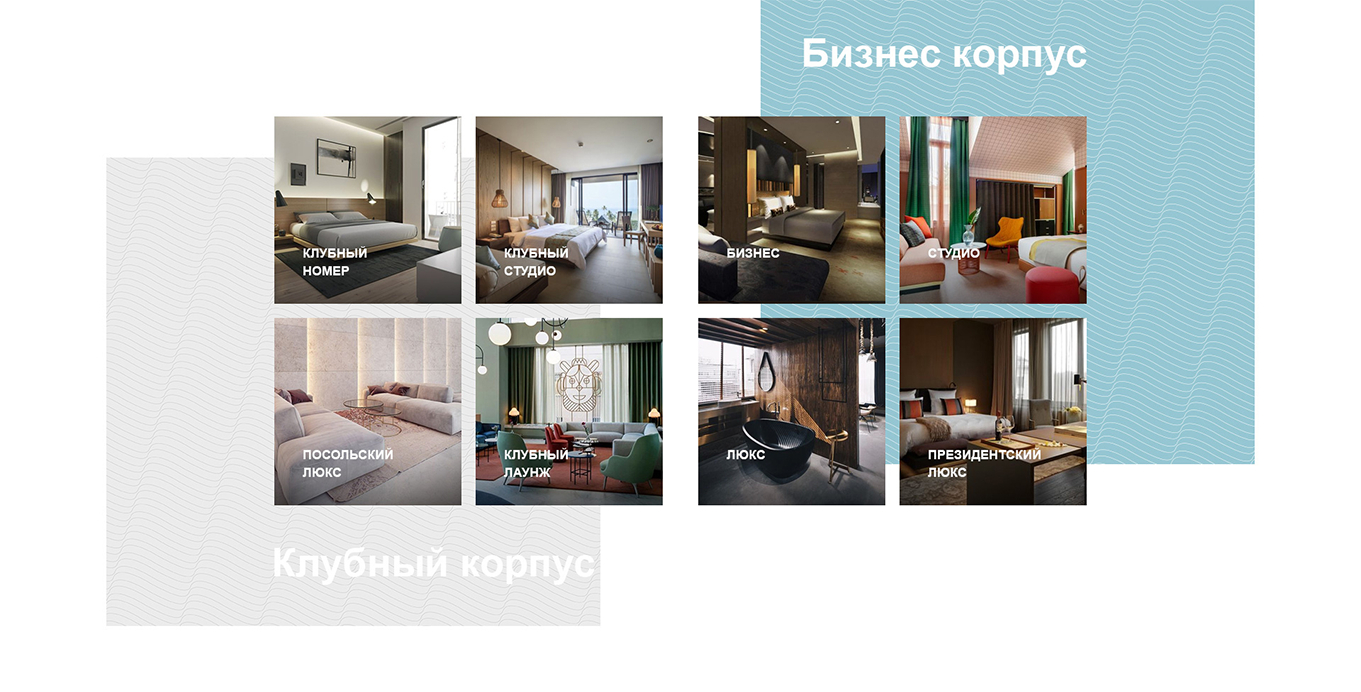 Бизнес корпус
КЛУБНЫЙ
НОМЕР
КЛУБНЫЙ
СТУДИО
БИЗНЕС
СТУДИО
ПОСОЛЬСКИЙ
ЛЮКС
КЛУБНЫЙ
ЛАУНЖ
ЛЮКС
ПРЕЗИДЕНТСКИЙ
ЛЮКС
Клубный корпус